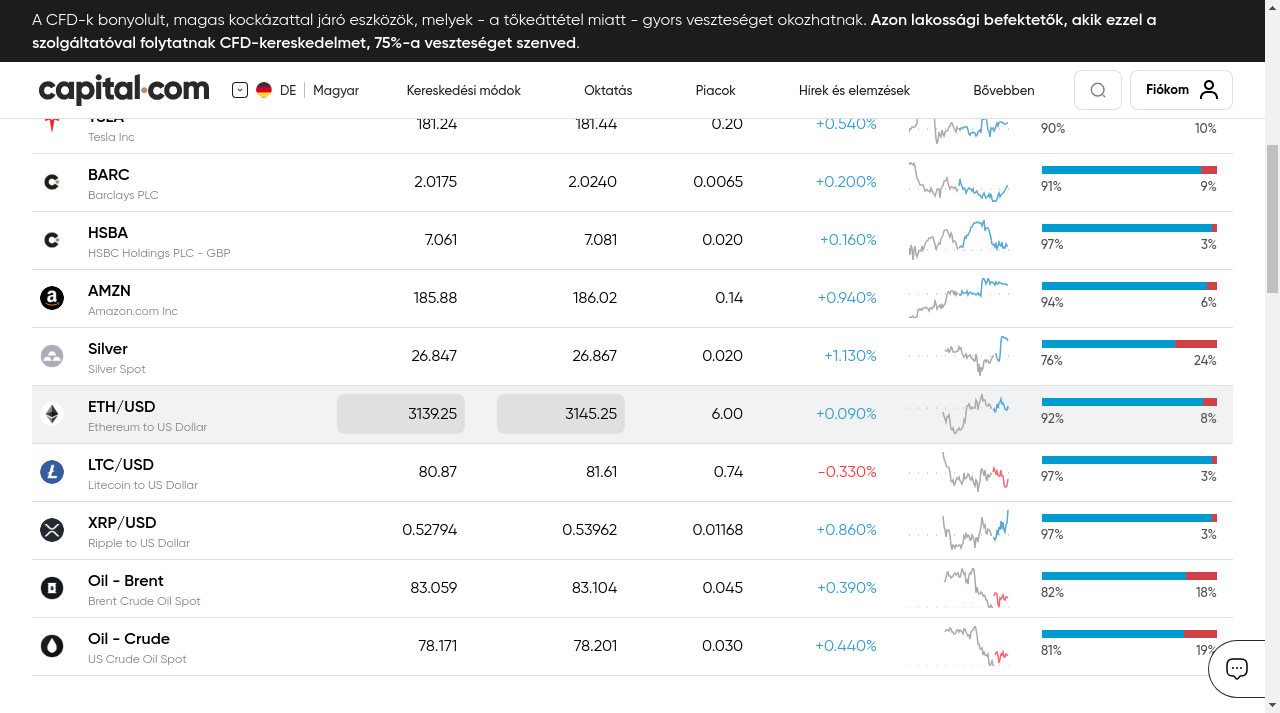 A CFD-k bonyolult, magas kockázattal járó eszközök, melyek - a tőkeáttétel miatt - gyors veszteséget okozhatnak. Azon lakossági befektetők, akik ezzel a
szolgáltatóval folytatnak CFD-kereskedelmet, 75%-a veszteséget szenved.
capital.com DE Magyar Kereskedési módok Oktatás Piacok Hírek és elemzések Bővebben Fiókom
TSLA 181.24 181.44 0.20 +0.540% 90% 10%
Tesla Inc
BARC 2.0175 2.0240 0.0065 +0.200% 91% 9%
Barclays PLC
HSBA 7.061 7.081 0.020 +0.160% 97% 3%
HSBC Holdings PLC - GBP
AMZN 185.88 186.02 0.14 +0.940% 94% 6%
Amazon.com Inc
Silver 26.847 26.867 0.020 +1.130% 76% 24%
Silver Spot
ETH/USD 3139.25 3145.25 6.00 +0.090% 92% 8%
Ethereum to US Dollar
LTC/USD 80.87 81.61 0.74 -0.330% 97% 3%
Litecoin to US Dollar
XRP/USD 0.52794 0.53962 0.01168 +0.860% 97% 3%
Ripple to US Dollar
Oil - Brent 83.059 83.104 0.045 +0.390% 82% 18%
Brent Crude Oil Spot
Oil - Crude 78.171 78.201 0.030 +0.440% 81% 19%
US Crude Oil Spot